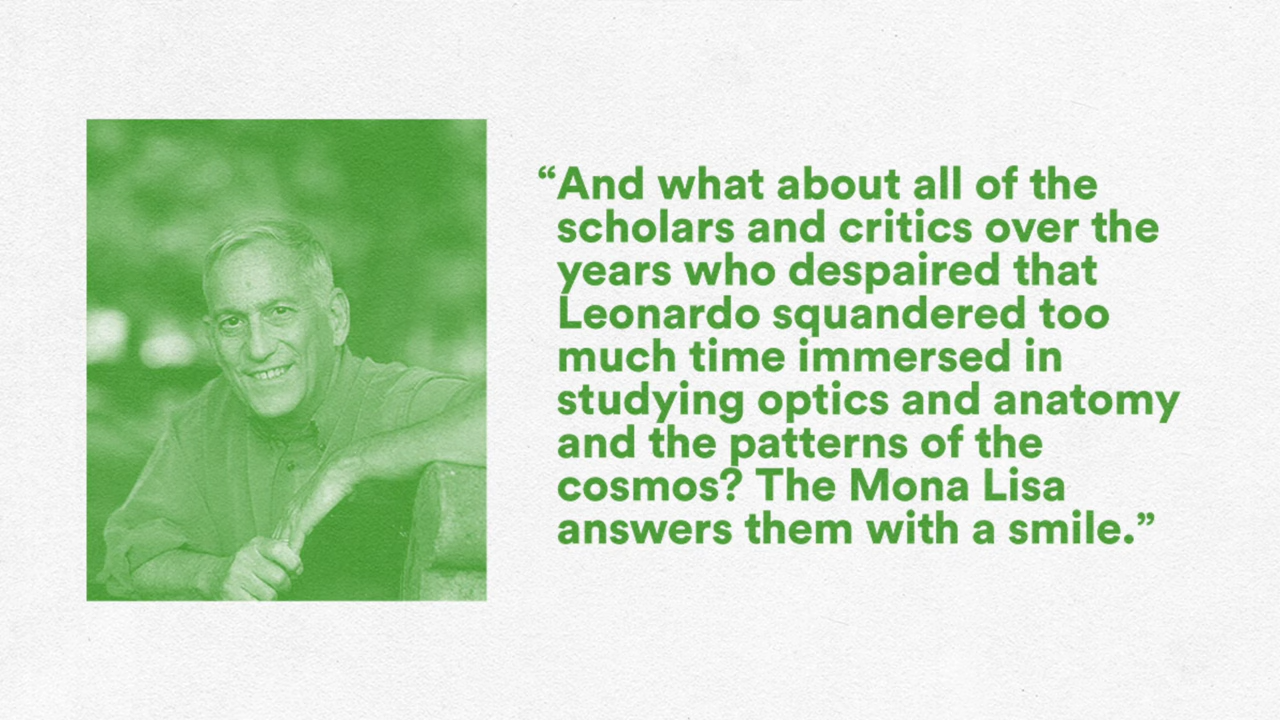 “And what about all of the
scholars and critics over the
years who despaired that
Leonardo squandered too
much time immersed in
studying optics and anatomy
and the patterns of the
cosmos? The Mona Lisa
answers them with a smile.”